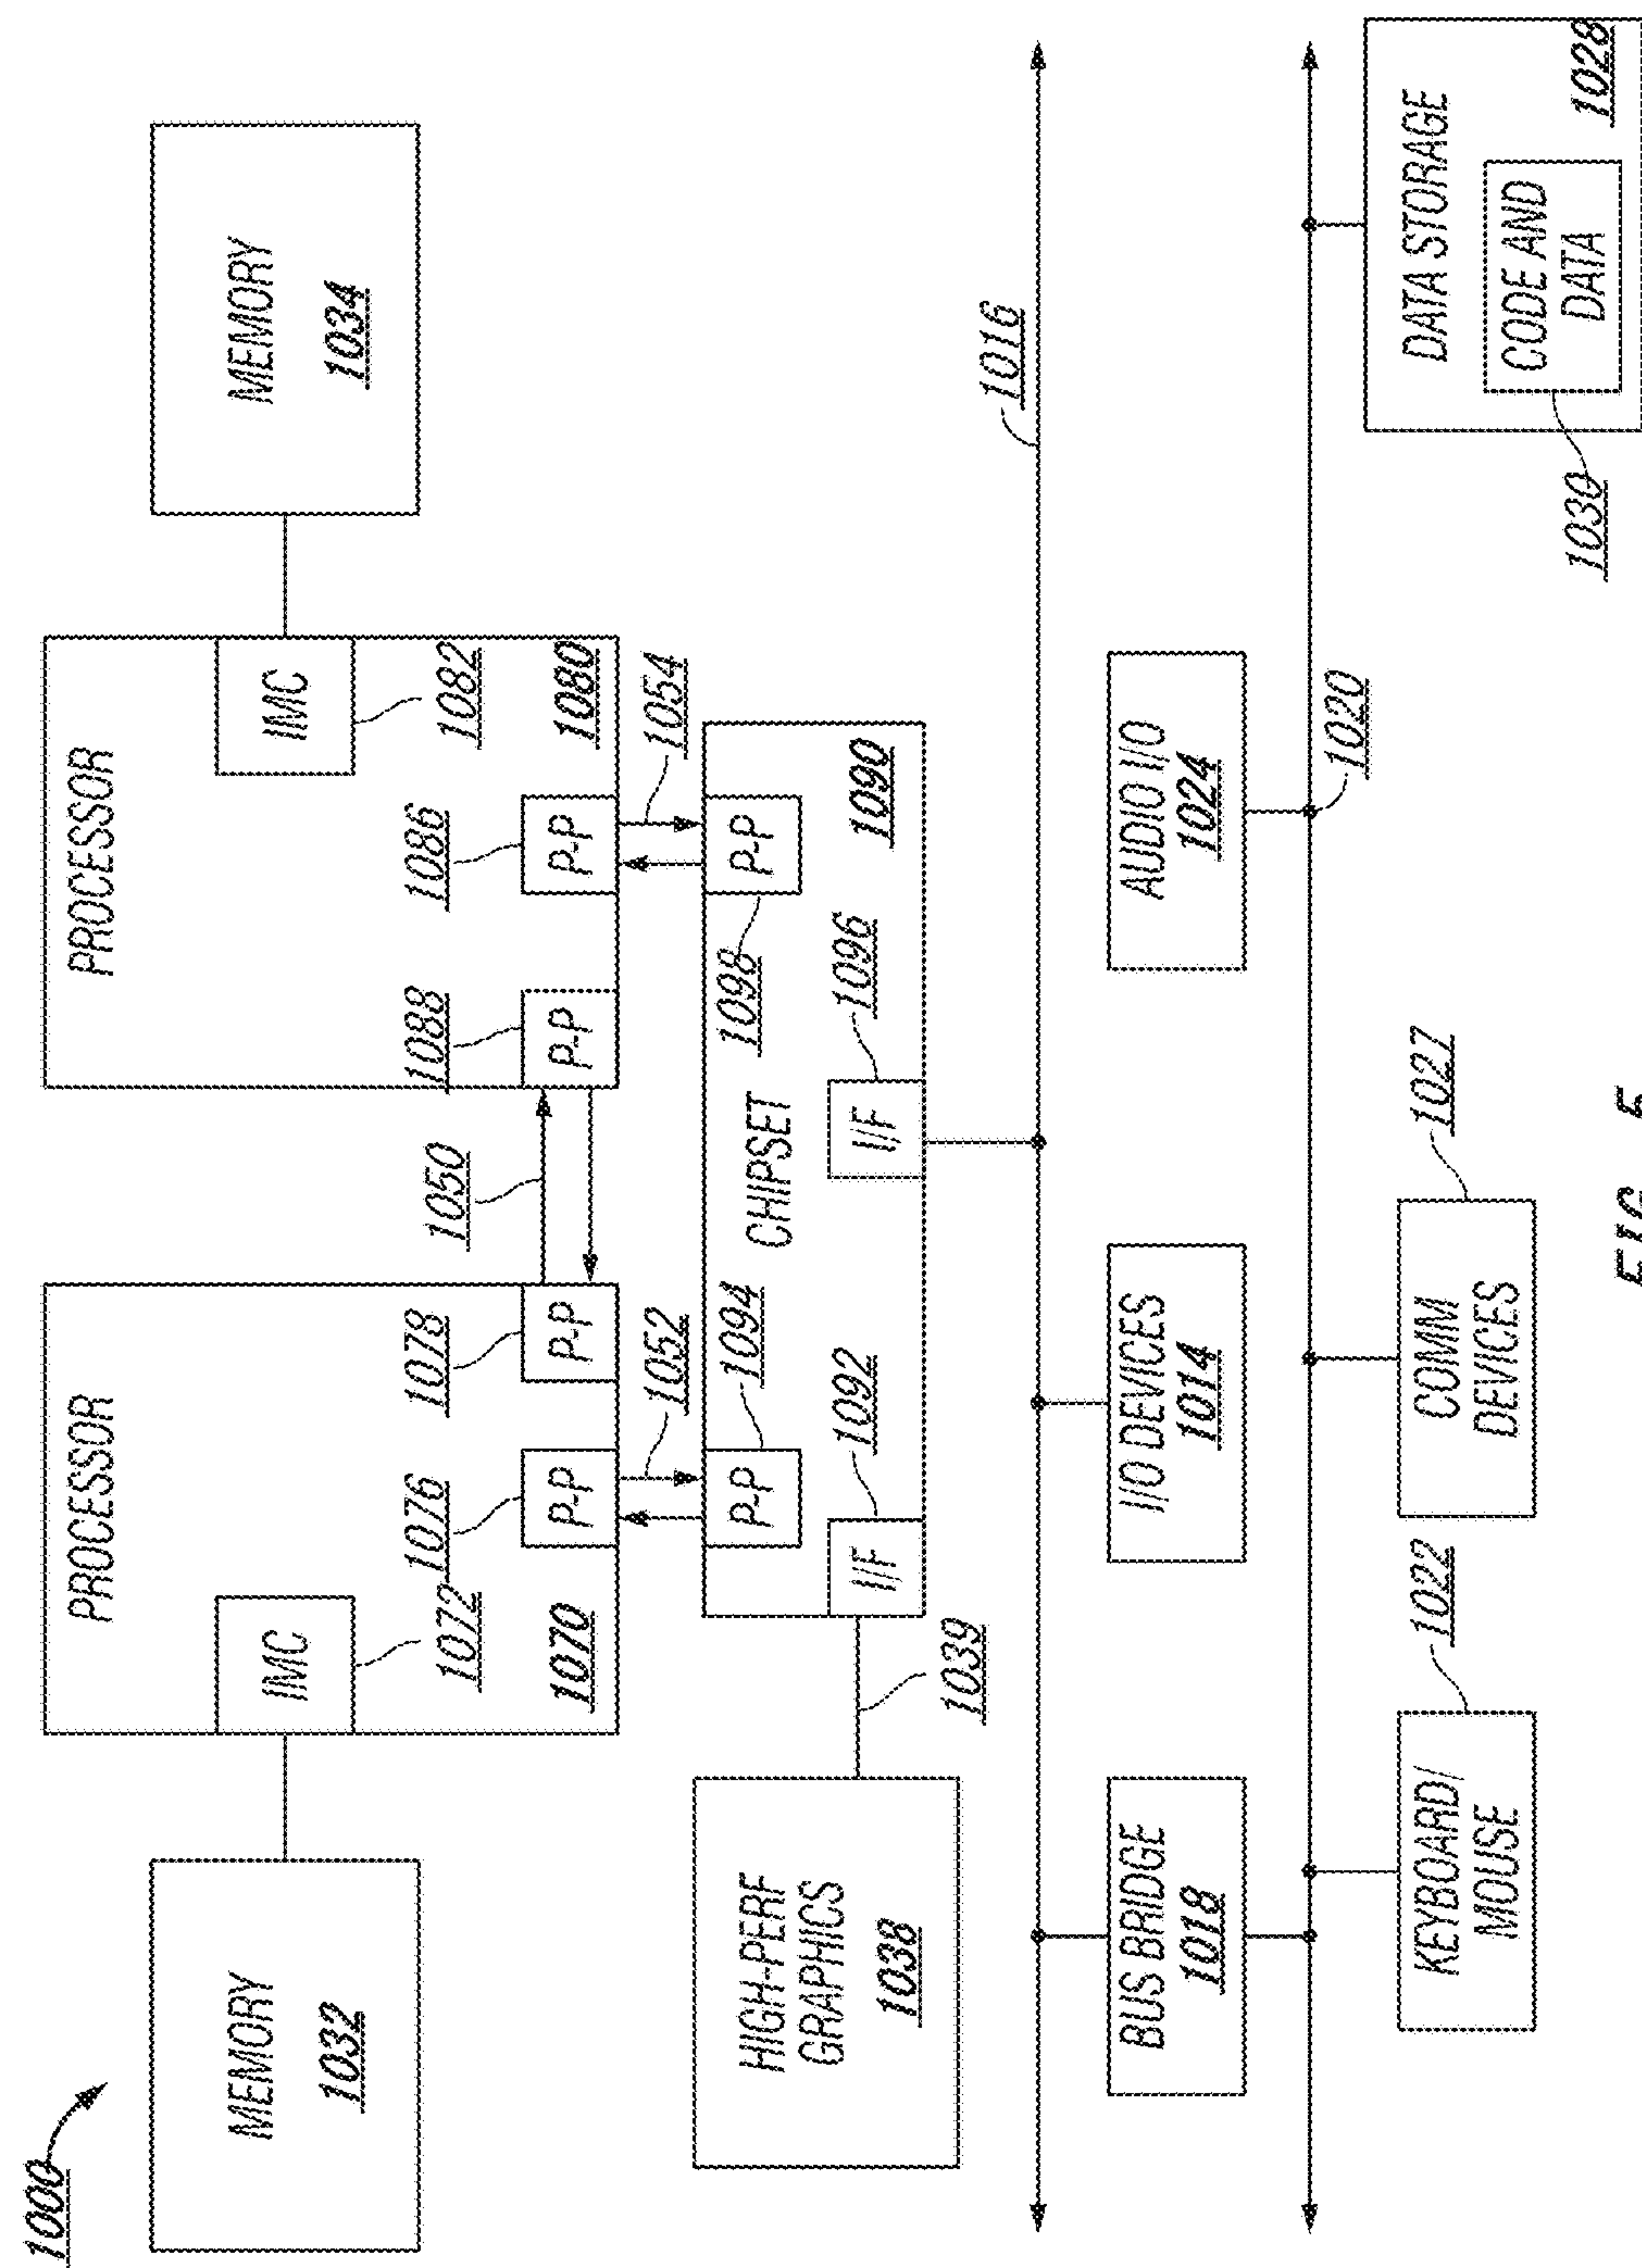 1000
MEMORY
1032
PROCESSOR
IMC
1072
1070
1076
P-P
1078
P-P
1050
PROCESSOR
1088
P-P
1086
P-P
IMC
1082
1080
MEMORY
1034
1052
1054
HIGH-PERF
GRAPHICS
1038
1039
P-P
1094
I/F
1092
CHIPSET
P-P
1098
I/F
1096
1090
1016
BUS BRIDGE
1018
I/O DEVICES
1014
AUDIO I/O
1024
1020
KEYBOARD/
MOUSE
1022
COMM
DEVICES
1027
DATA STORAGE
CODE AND
DATA
1028
1030
FIG. 5